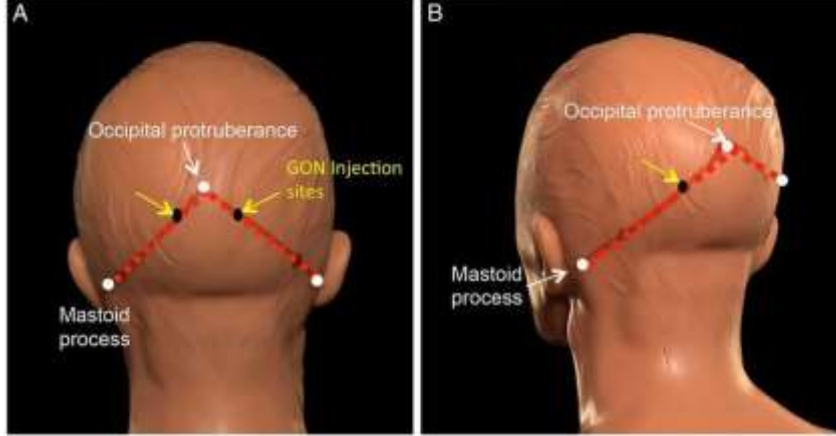 A
Occipital protruberance
GON Injection
sites
Mastoid
process
B
Occipital protruberance
Mastoid
process